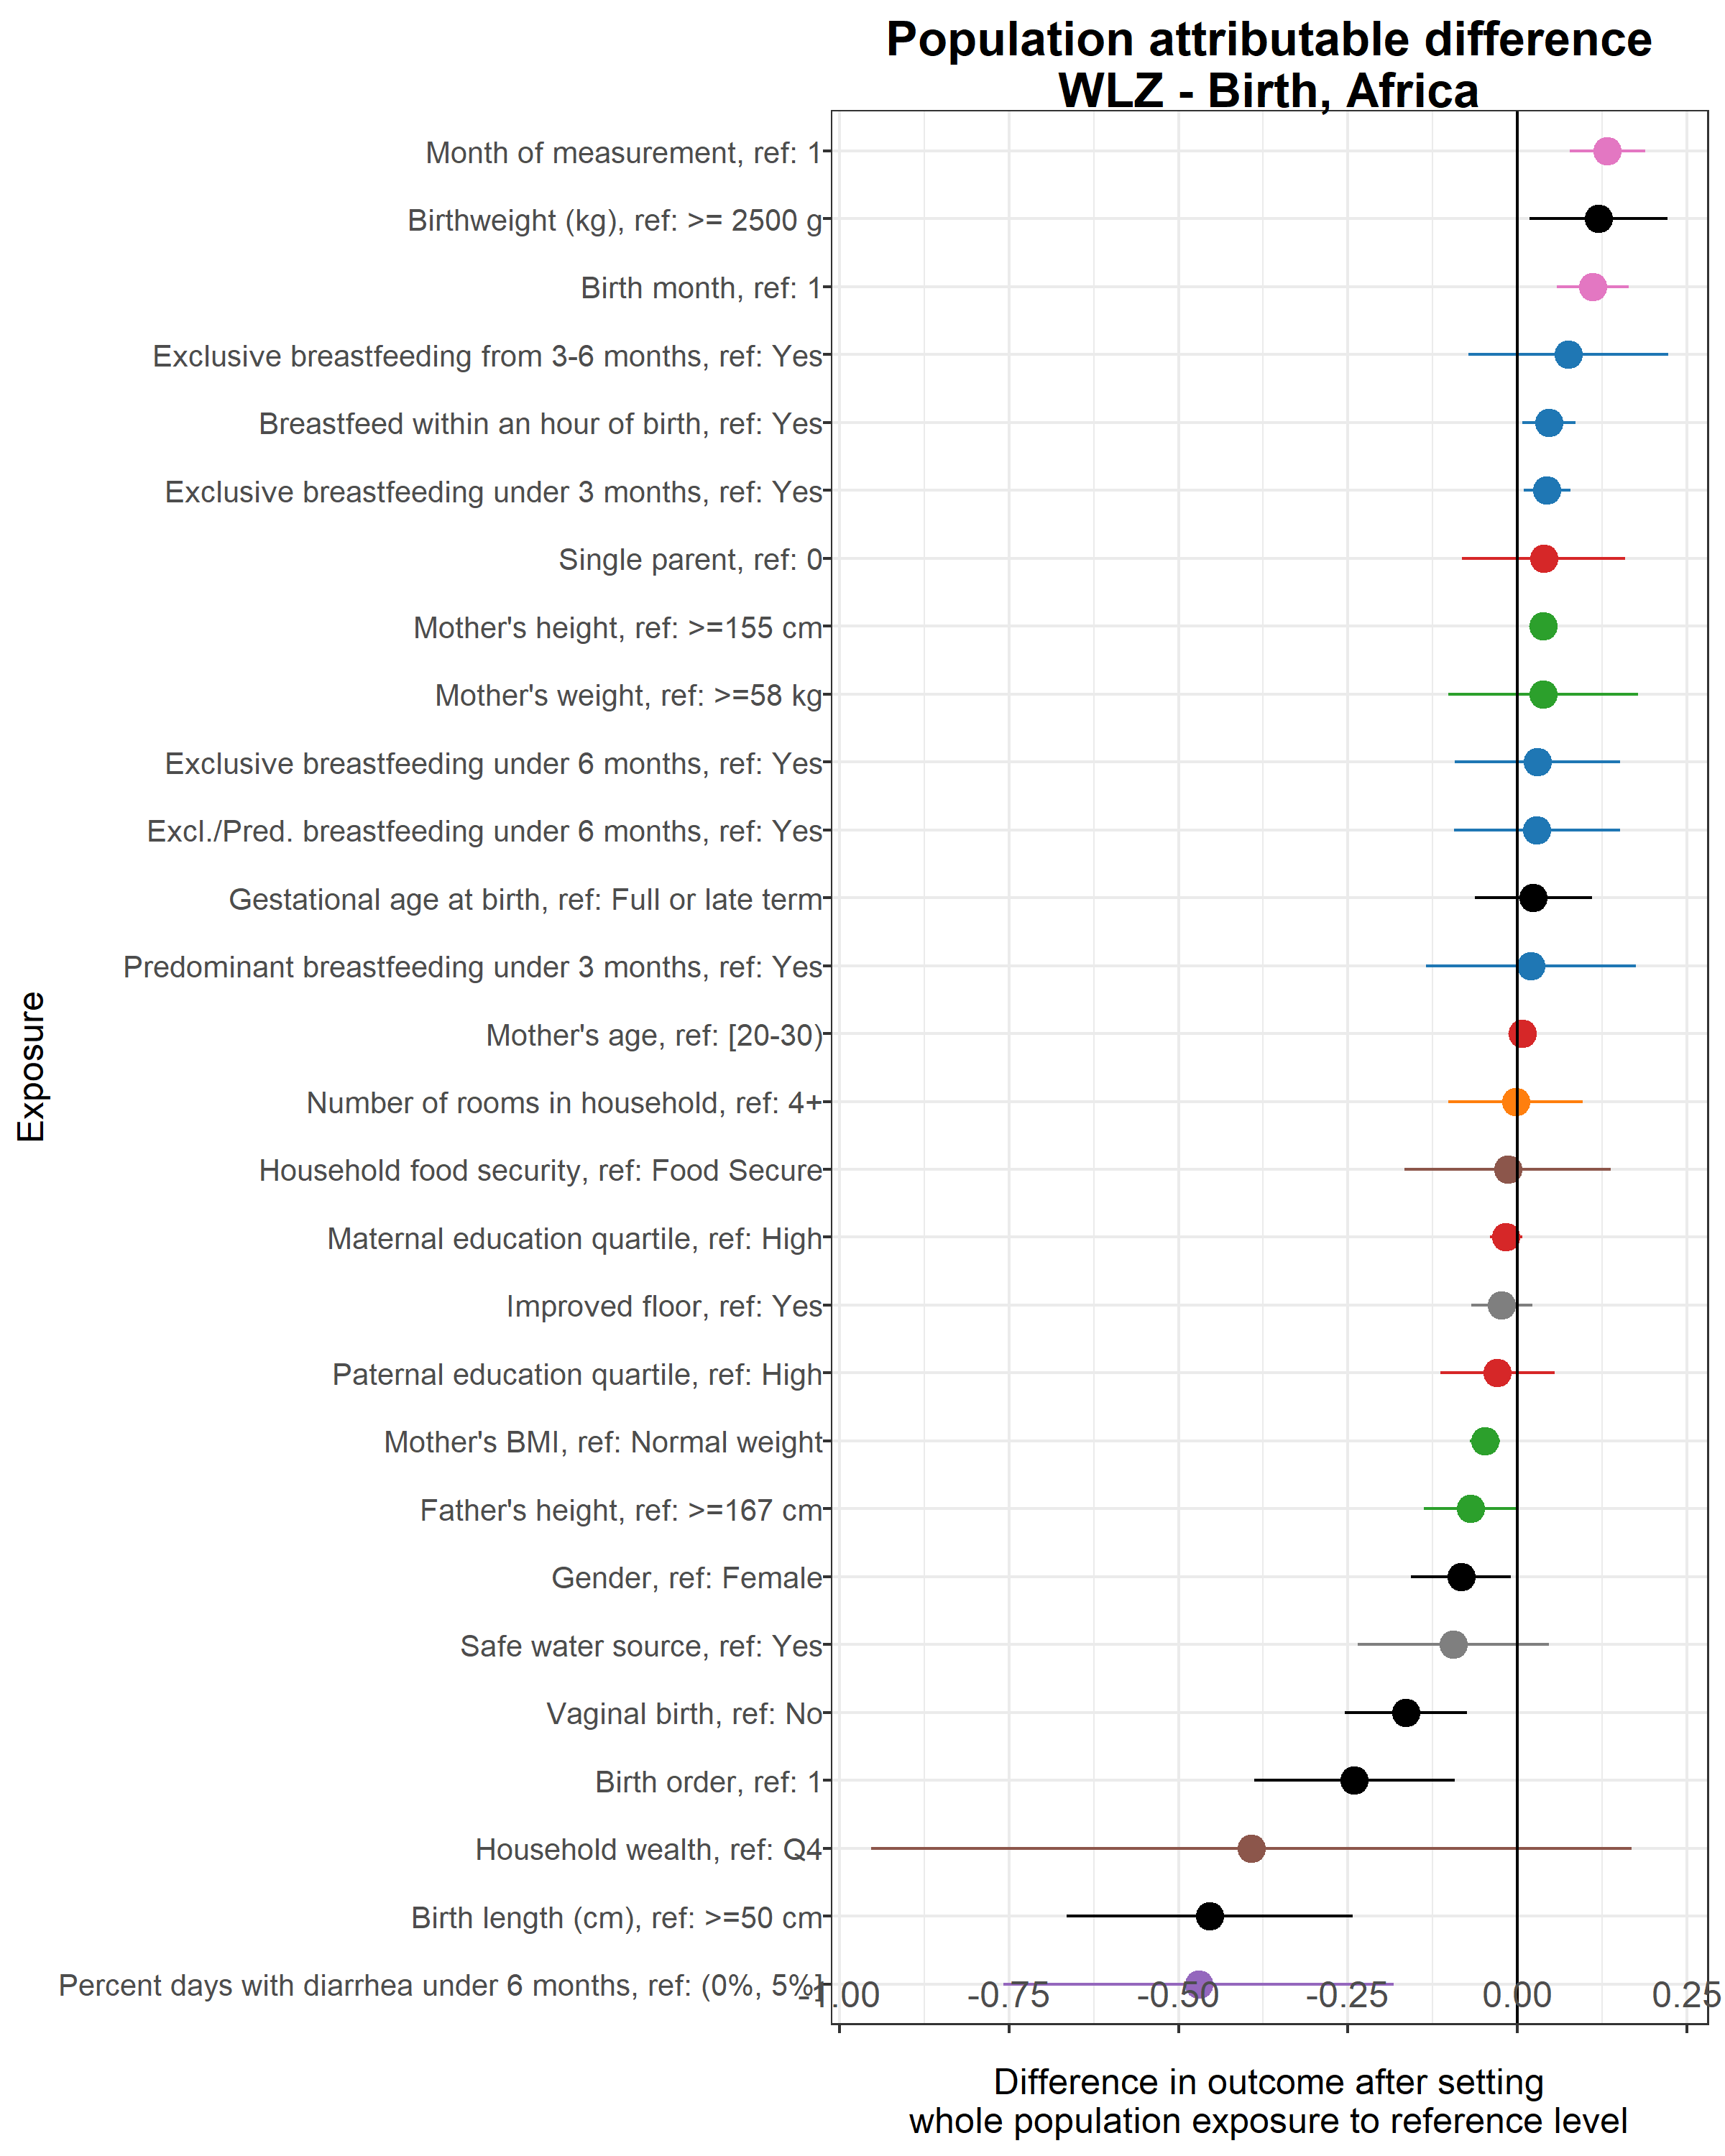 Population attributable difference
WLZ - Birth, Africa
Month of measurement, ref: 1
Birthweight (kg), ref: >= 2500 g
Birth month, ref: 1
Exclusive breastfeeding from 3-6 months, ref: Yes
Breastfeed within an hour of birth, ref: Yes
Exclusive breastfeeding under 3 months, ref: Yes
Single parent, ref: 0
Mother's height, ref: >=155 cm
Mother's weight, ref: >=58 kg
Exclusive breastfeeding under 6 months, ref: Yes
Excl./Pred. breastfeeding under 6 months, ref: Yes
Gestational age at birth, ref: Full or late term
Predominant breastfeeding under 3 months, ref: Yes
Mother's age, ref: [20-30)
Number of rooms in household, ref: 4+
Household food security, ref: Food Secure
Maternal education quartile, ref: High
Improved floor, ref: Yes
Paternal education quartile, ref: High
Mother's BMI, ref: Normal weight
Father's height, ref: >=167 cm
Gender, ref: Female
Safe water source, ref: Yes
Vaginal birth, ref: No
Birth order, ref: 1
Household wealth, ref: Q4
Birth length (cm), ref: >=50 cm
Percent days with diarrhea under 6 months, ref: (0%, 5%]
Exposure
-1.00 -0.75 -0.50 -0.25 0.00 0.25
Difference in outcome after setting
whole population exposure to reference level